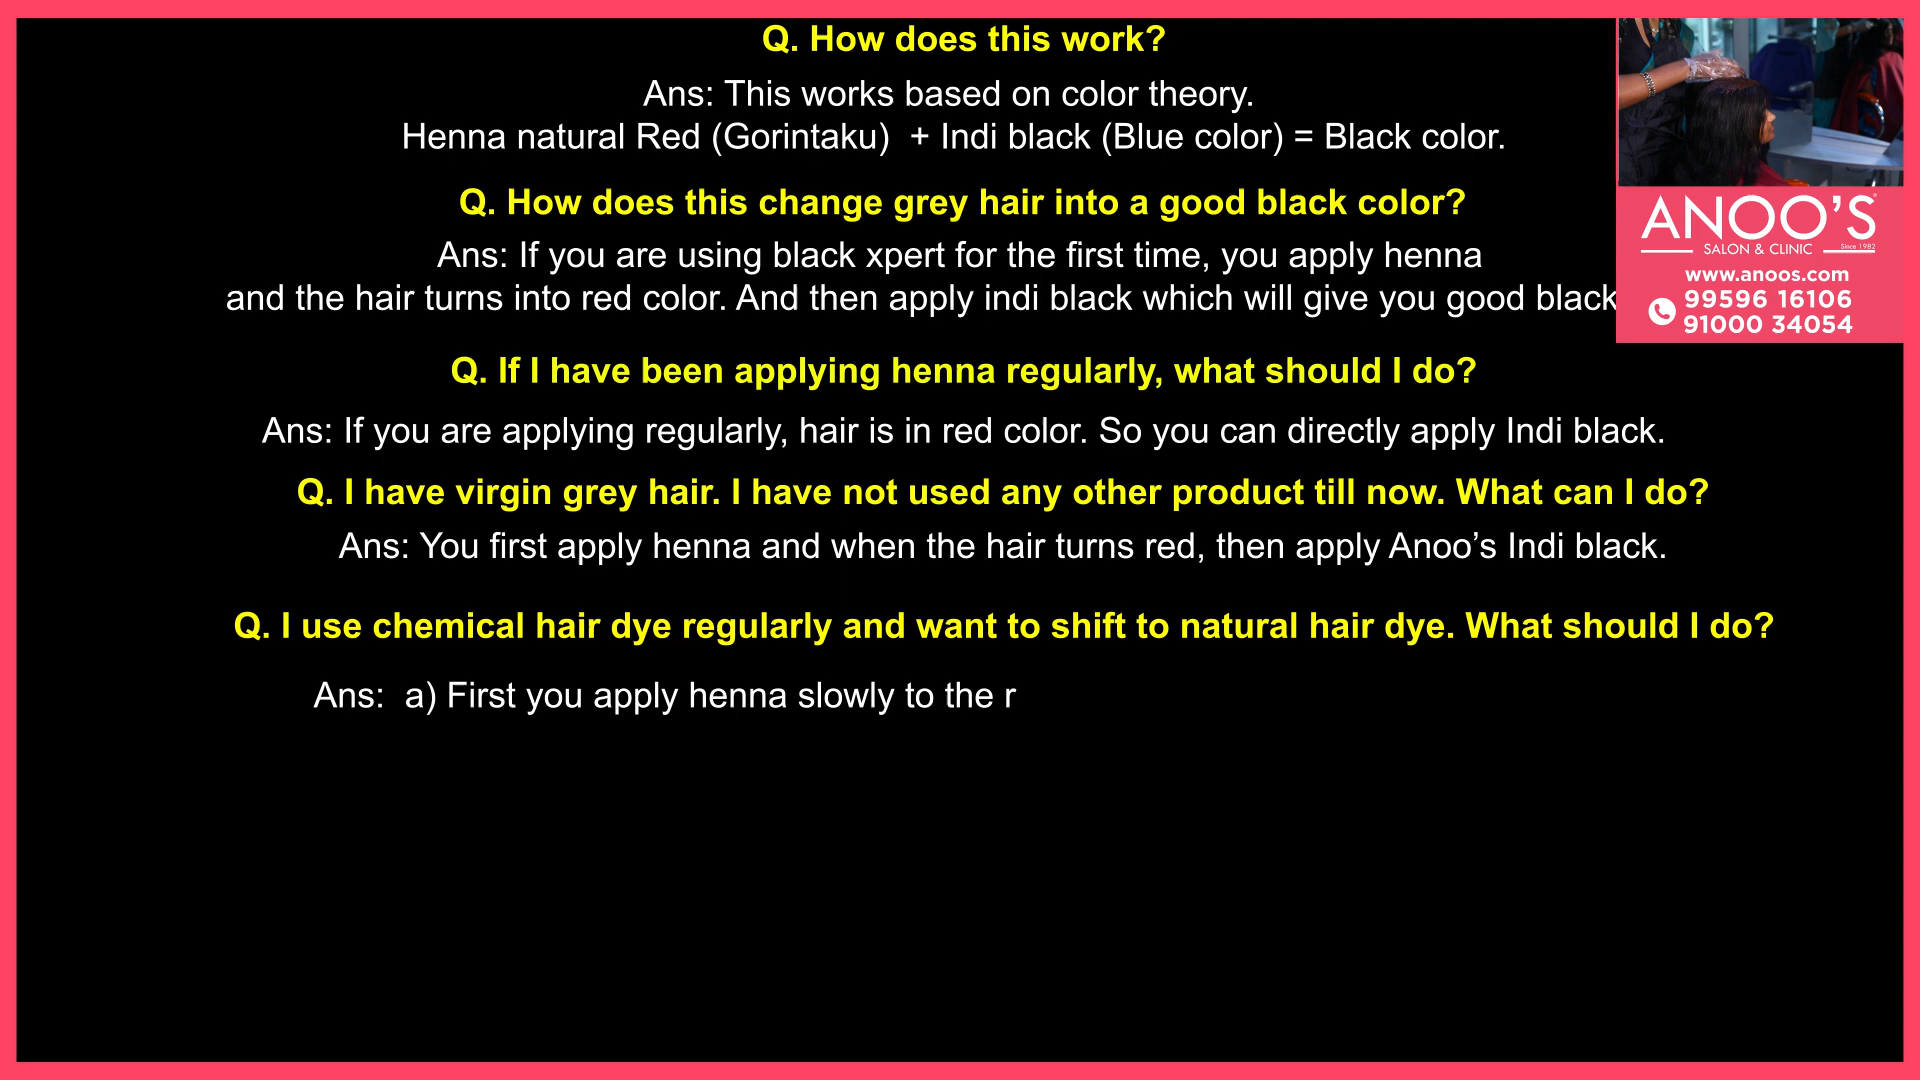 Q. How does this work?
Ans: This works based on color theory.
Henna natural Red (Gorintaku)  + Indi black (Blue color) = Black color.
Q. How does this change grey hair into a good black color?
Ans: If you are using black xpert for the first time, you apply henna
and the hair turns into red color. And then apply indi black which will give you good black
Q. If I have been applying henna regularly, what should I do?
Ans: If you are applying regularly, hair is in red color. So you can directly apply Indi black.
Q. I have virgin grey hair. I have not used any other product till now. What can I do?
Ans: You first apply henna and when the hair turns red, then apply Anoo’s Indi black.
Q. I use chemical hair dye regularly and want to shift to natural hair dye. What should I do?
Ans:  a) First you apply henna slowly to the r
ANOO’S
SALON & CLINIC Since 1982
www.anoos.com
99596 16106
91000 34054